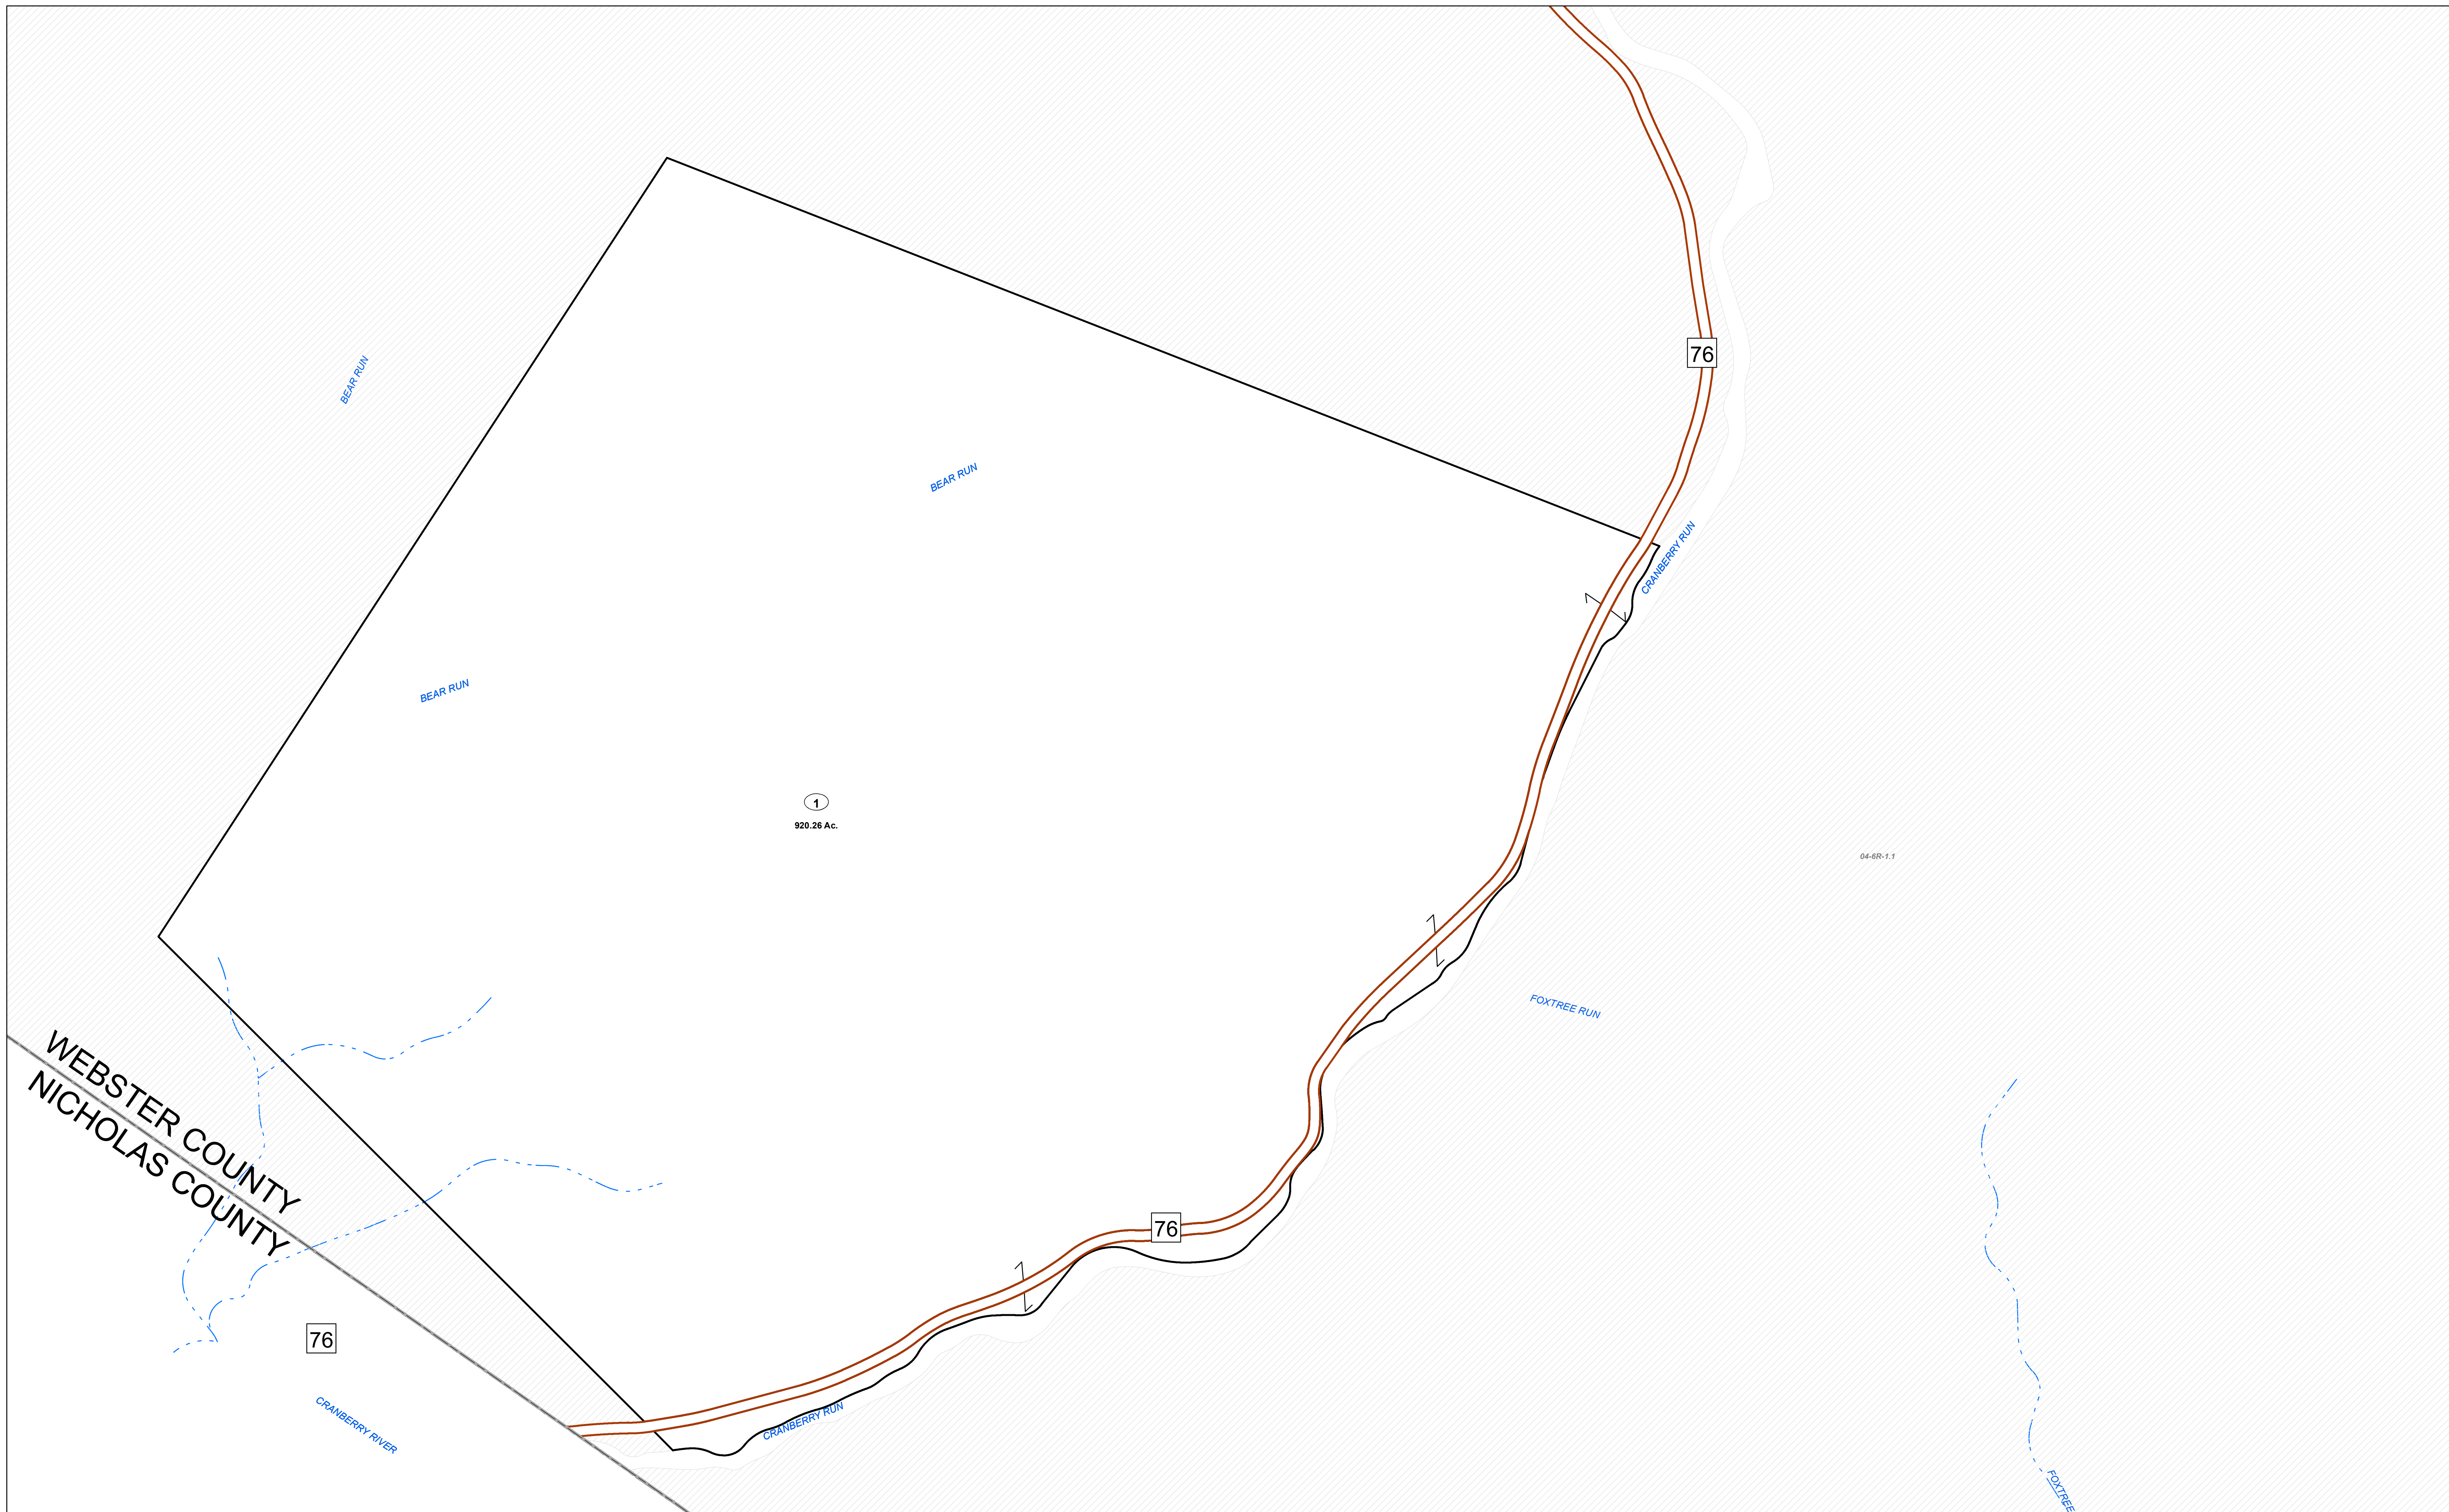 76
BEAR RUN
BEAR RUN
CRANBERRY RUN
BEAR RUN
1
920.26 Ac.
04-6R-1.1
FOXTREE RUN
WEBSTER COUNTY
NICHOLAS COUNTY
76
76
CRANBERRY RIVER
CRANBERRY RUN
FOXTREE